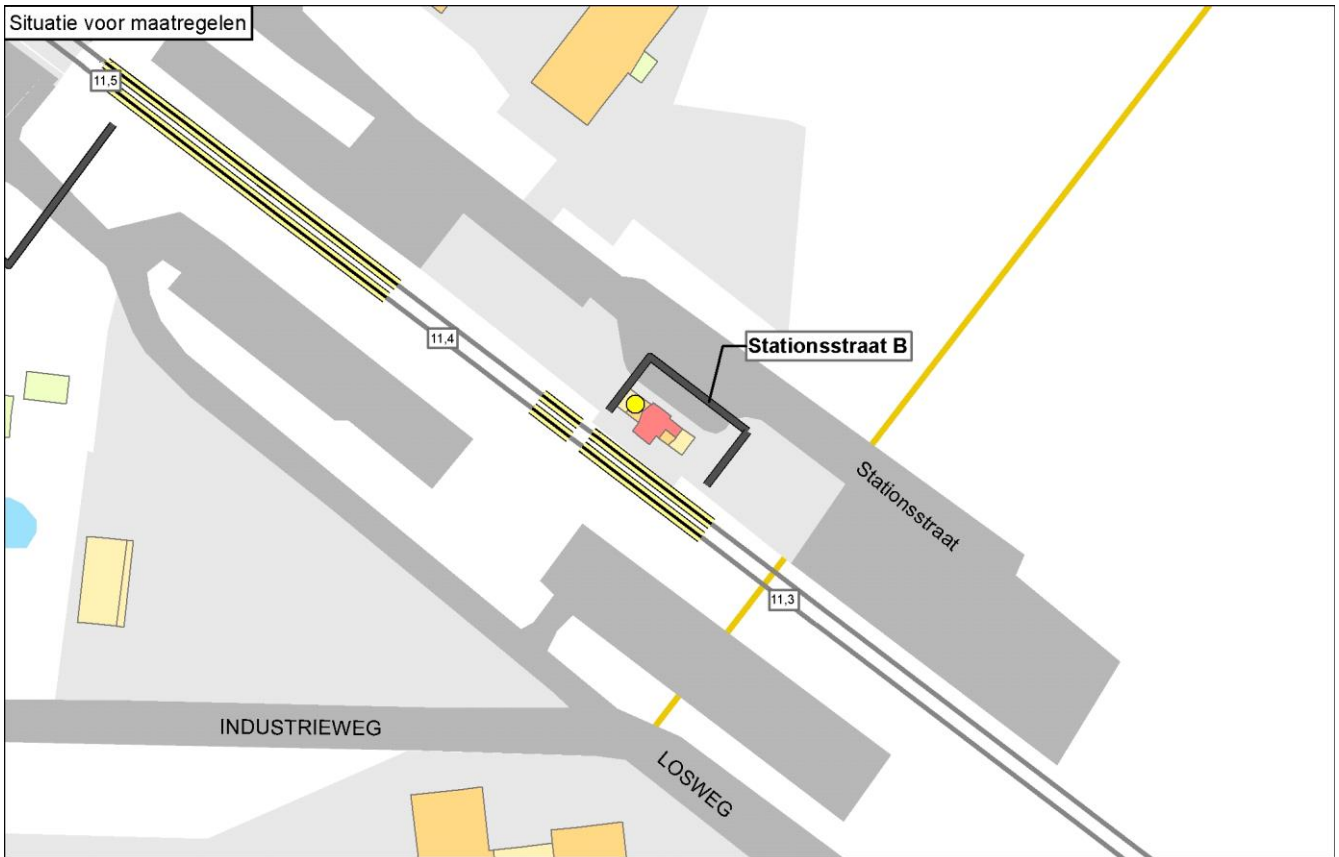 Situatie voor maatregelen
11,5
11,4
Stationsstraat B
Stationsstraat
11,3
INDUSTRIEWEG
LOSWEG